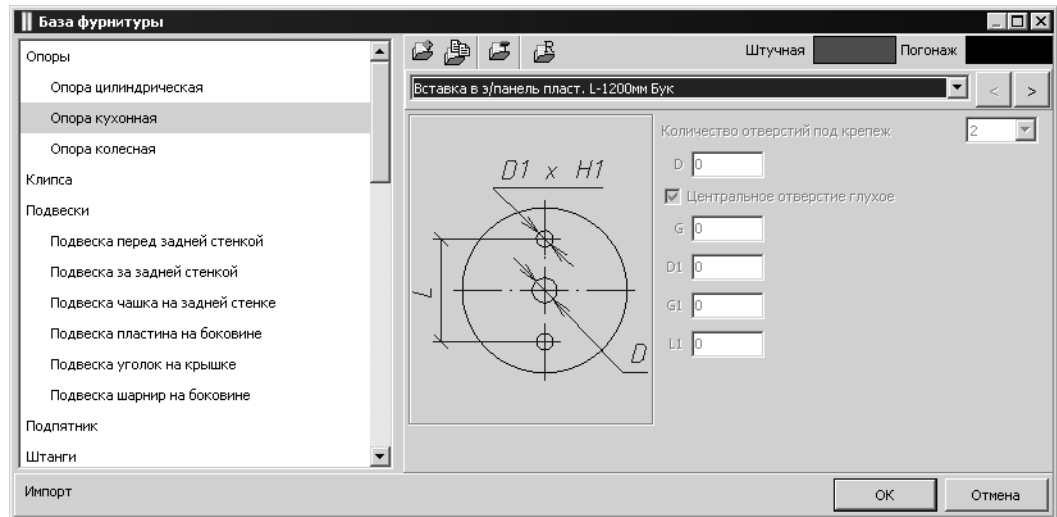 База фурнитуры
Опоры
Опора цилиндрическая
Опора кухонная
Опора колесная
Клипса
Подвески
Подвеска перед задней стенкой
Подвеска за задней стенкой
Подвеска чашка на задней стенке
Подвеска пластина на боковине
Подвеска уголок на крышке
Подвеска шарнир на боковине
Подпятник
Штанги
R
Штучная
Погонаж
Вставка в э/панель пласт. L-1200мм Бук
< >
D1 x H1
L
D
Количество отверстий под крепеж 2
D 0
Центральное отверстие глухое
G 0
D1 0
G1 0
L1 0
Импорт
OK
Отмена